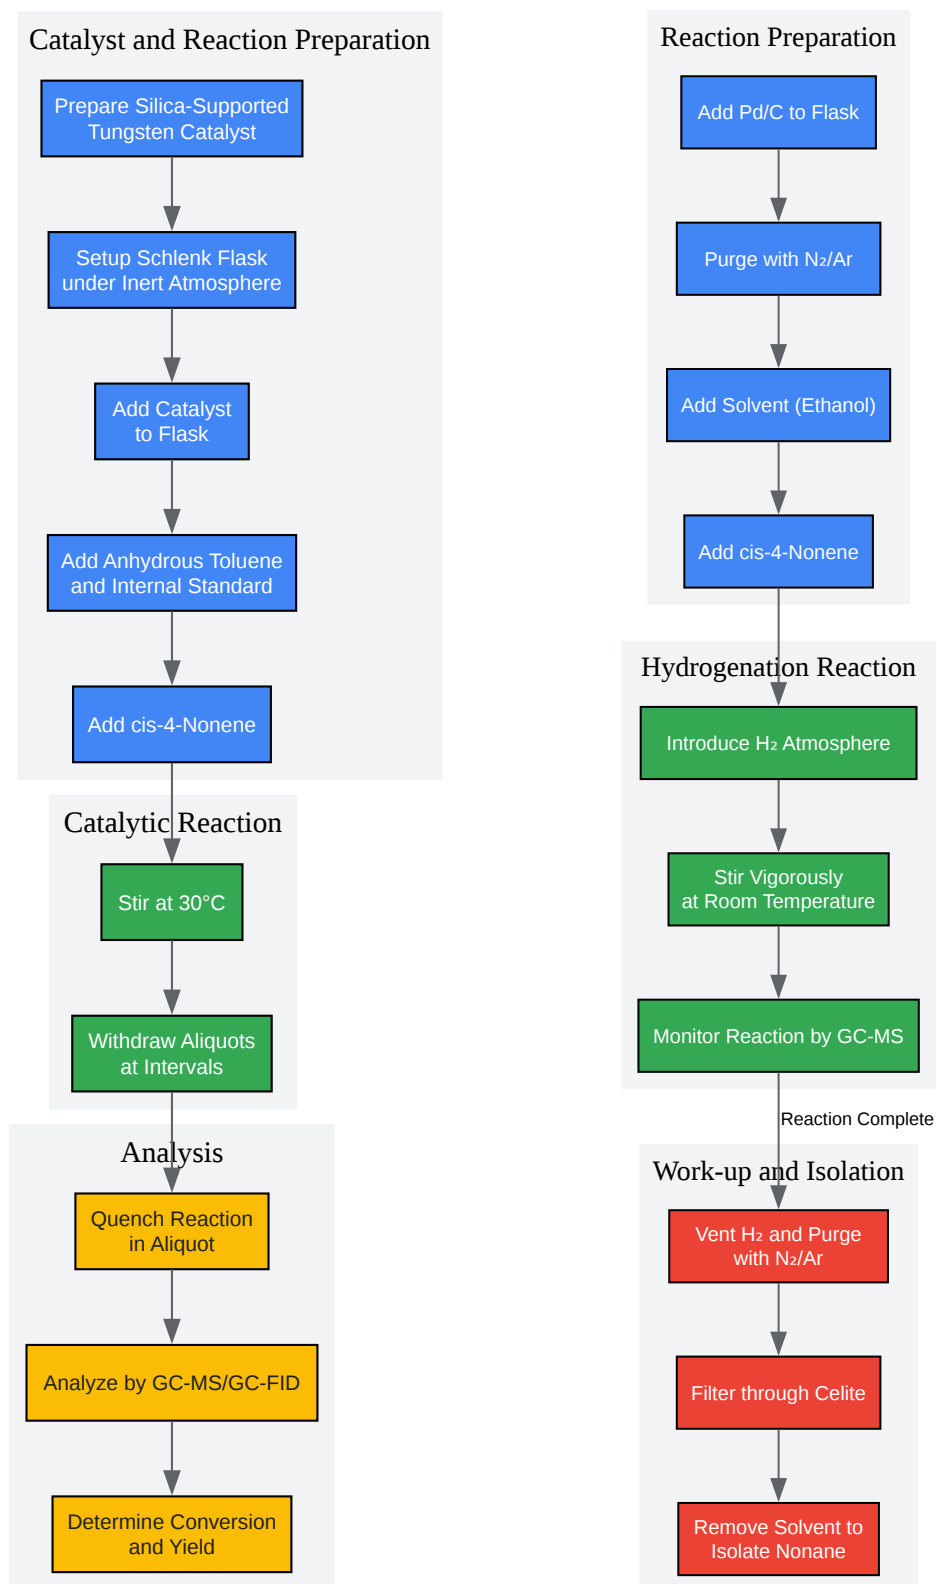 Catalyst and Reaction Preparation
Prepare Silica-Supported
Tungsten Catalyst
Setup Schlenk Flask
under Inert Atmosphere
Add Catalyst
to Flask
Add Anhydrous Toluene
and Internal Standard
Add cis-4-Nonene
Catalytic Reaction
Stir at 30°C
Withdraw Aliquots
at Intervals
Analysis
Quench Reaction
in Aliquot
Analyze by GC-MS/GC-FID
Determine Conversion
and Yield
Reaction Preparation
Add Pd/C to Flask
Purge with N₂/Ar
Add Solvent (Ethanol)
Add cis-4-Nonene
Hydrogenation Reaction
Introduce H₂ Atmosphere
Stir Vigorously
at Room Temperature
Monitor Reaction by GC-MS
Reaction Complete
Work-up and Isolation
Vent H₂ and Purge
with N₂/Ar
Filter through Celite
Remove Solvent to
Isolate Nonane